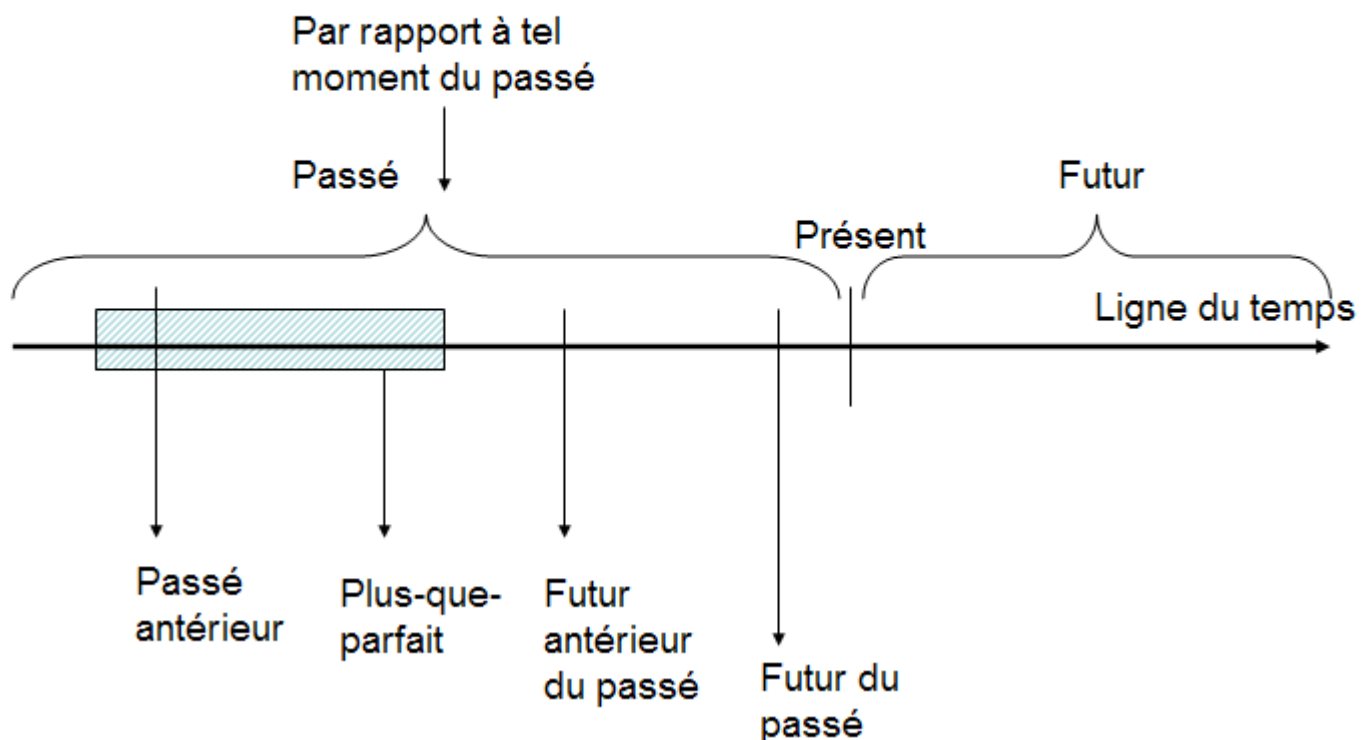 Par rapport à tel
moment du passé
Passé
Futur
Présent
Ligne du temps
Passé
antérieur
Plus-que-
parfait
Futur
antérieur
du passé
Futur du
passé